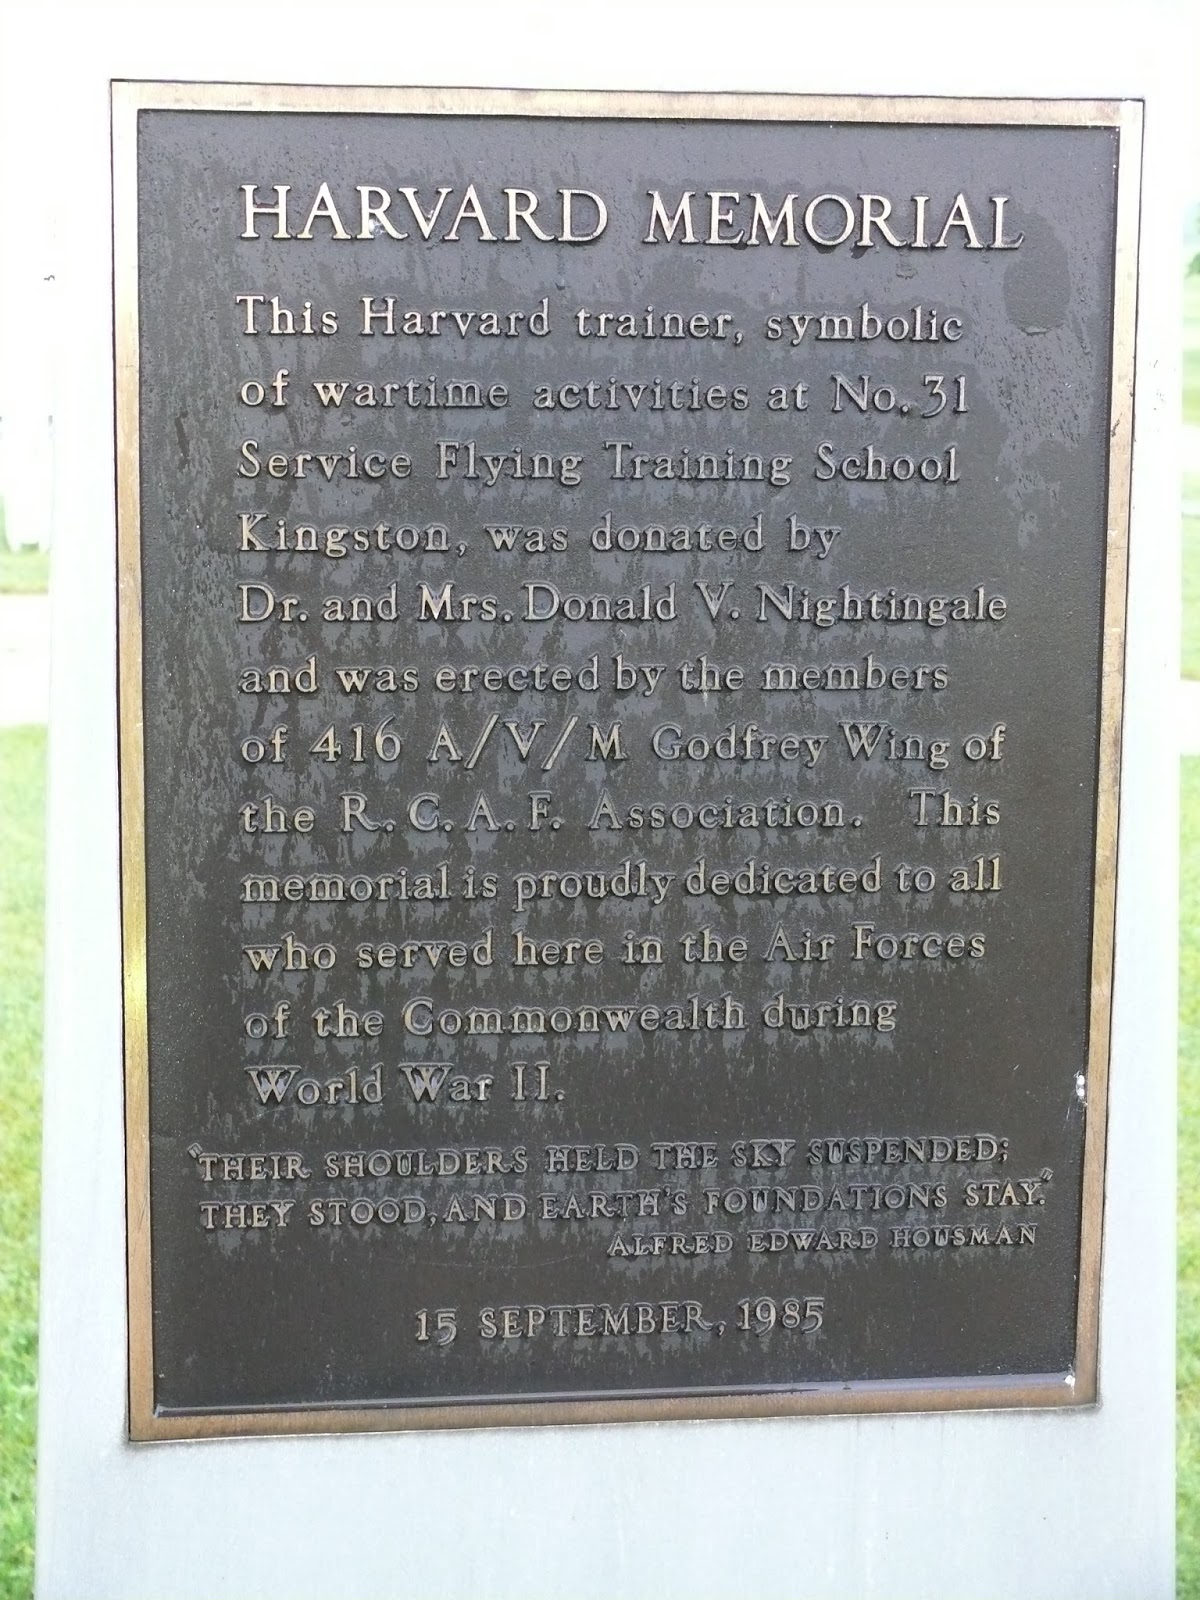 HARVARD MEMORIAL
This Harvard trainer, symbolic
of wartime activities at No. 31
Service Flying Training School
Kingston, was donated by
Dr. and Mrs. Donald V. Nightingale
and was erected by the members
of 416 A/V/M Godfrey Wing of
the R.C.A.F. Association. This
memorial is proudly dedicated to all
who served here in the Air Forces
of the Commonwealth during
World War II.
"THEIR SHOULDERS HELD THE SKY SUSPENDED;
THEY STOOD, AND EARTH'S FOUNDATIONS STAY."
ALFRED EDWARD HOUSMAN
15 SEPTEMBER, 1985